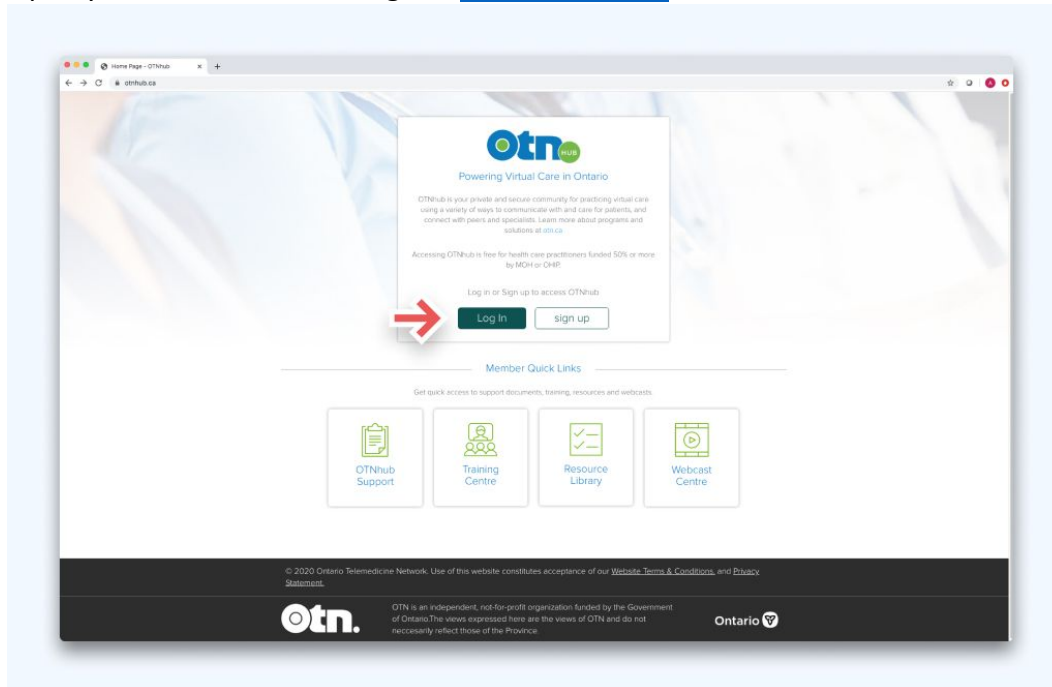 Home Page - OTNhub
otnhub.ca
otn. HUB
Powering Virtual Care in Ontario
OTNhub is your private and secure community for practicing virtual care
using a variety of ways to communicate with and care for patients, and
connect with peers and specialists. Learn more about programs and
solutions at otn.ca
Accessing OTNhub is free for health care practitioners funded 50% or more
by MOH or OHIP.
Log in or Sign up to access OTNhub
Log In
sign up
Member Quick Links
Get quick access to support documents, training, resources and webcasts.
OTNhub
Support
Training
Centre
Resource
Library
Webcast
Centre
© 2020 Ontario Telemedicine Network. Use of this website constitutes acceptance of our Website Terms & Conditions, and Privacy
Statement.
otn.
OTN is an independent, not-for-profit organization funded by the Government
of Ontario.The views expressed here are the views of OTN and do not
neccesarily reflect those of the Province.
Ontario